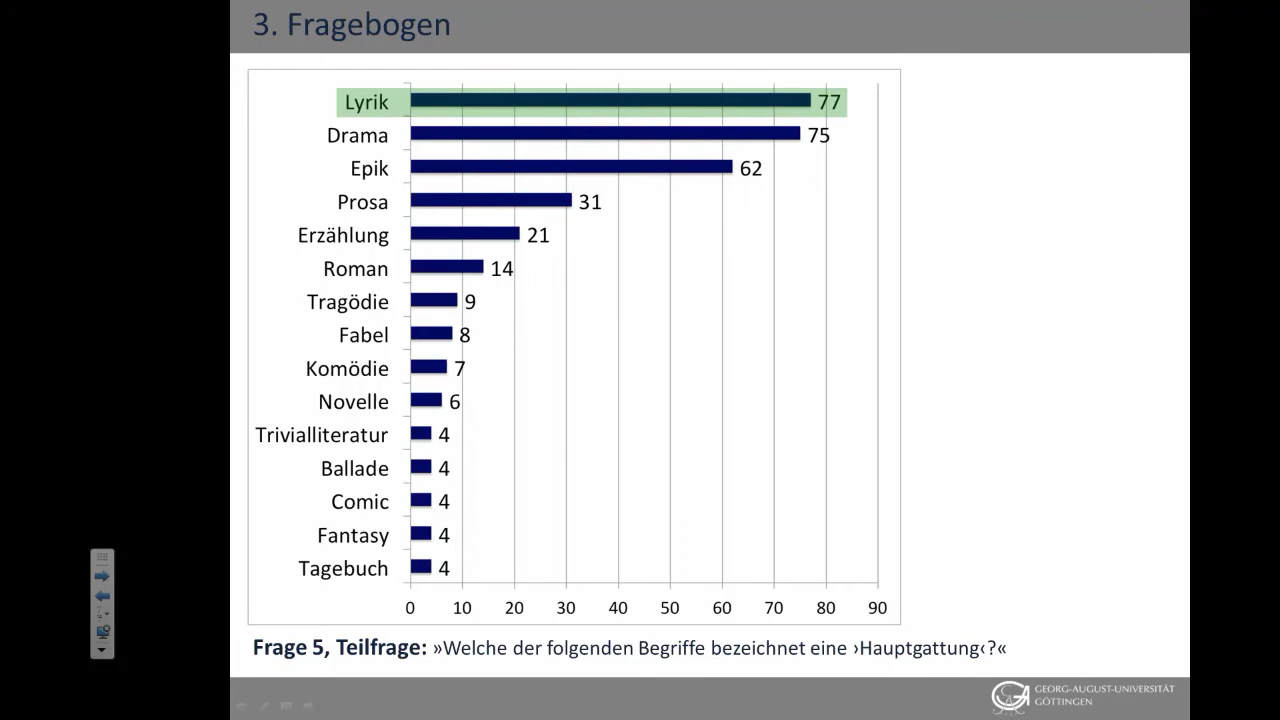 3. Fragebogen
Lyrik 77
Drama 75
Epik 62
Prosa 31
Erzählung 21
Roman 14
Tragödie 9
Fabel 8
Komödie 7
Novelle 6
Trivialliteratur 4
Ballade 4
Comic 4
Fantasy 4
Tagebuch 4
0 10 20 30 40 50 60 70 80 90
Frage 5, Teilfrage: »Welche der folgenden Begriffe bezeichnet eine ›Hauptgattung‹?«
GEORG-AUGUST-UNIVERSITÄT
GÖTTINGEN